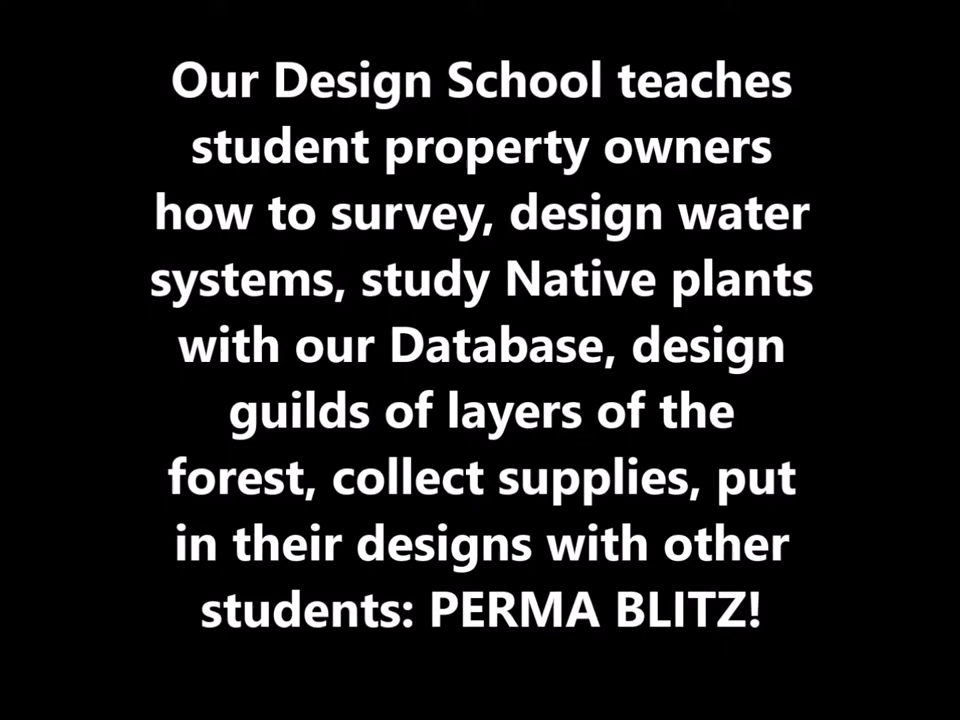 Our Design School teaches
student property owners
how to survey, design water
systems, study Native plants
with our Database, design
guilds of layers of the
forest, collect supplies, put
in their designs with other
students: PERMA BLITZ!